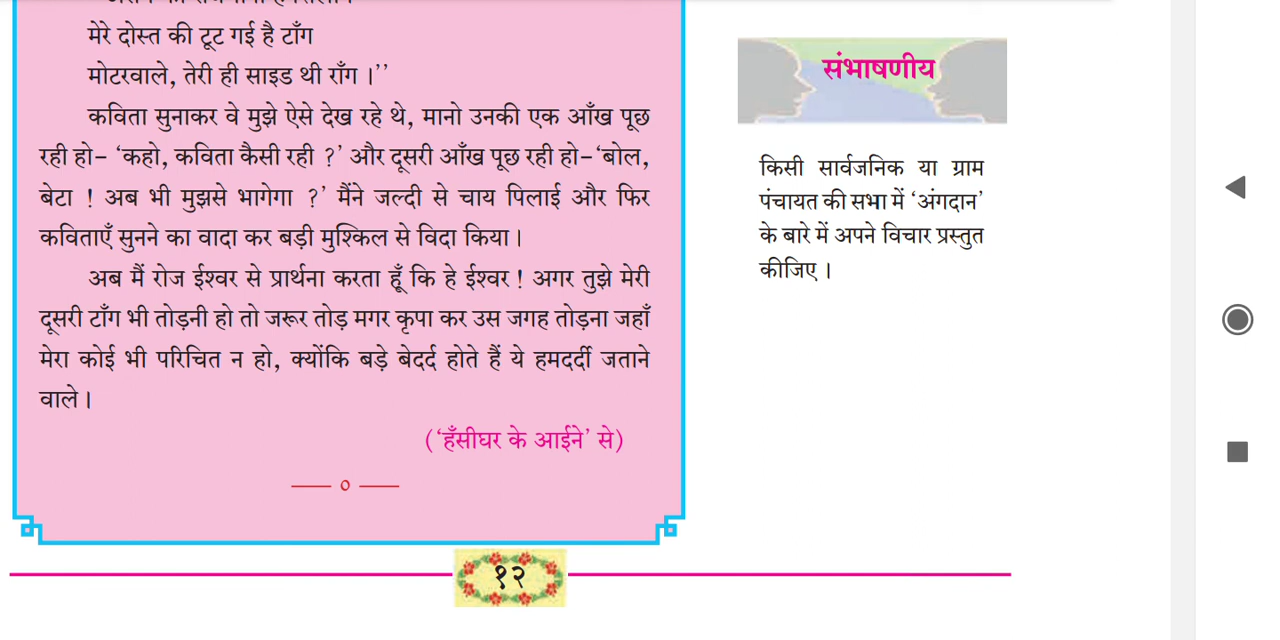 मेरे दोस्त की टूट गई है टाँग
मोटरवाले, तेरी ही साइड थी राँग ।’’
कविता सुनाकर वे मुझे ऐसे देख रहे थे, मानो उनकी एक आँख पूछ
रही हो- ‘कहो, कविता कैसी रही ?’ और दूसरी आँख पूछ रही हो-‘बोल,
बेटा ! अब भी मुझसे भागेगा ?’ मैंने जल्दी से चाय पिलाई और फिर
कविताएँ सुनने का वादा कर बड़ी मुश्किल से विदा किया।
अब मैं रोज ईश्वर से प्रार्थना करता हूँ कि हे ईश्वर ! अगर तुझे मेरी
दूसरी टाँग भी तोड़नी हो तो जरूर तोड़ मगर कृपा कर उस जगह तोड़ना जहाँ
मेरा कोई भी परिचित न हो, क्योंकि बड़े बेदर्द होते हैं ये हमदर्दी जताने
वाले।
(‘हँसीघर के आईने’ से)
०
संभाषणीय
किसी सार्वजनिक या ग्राम
पंचायत की सभा में ‘अंगदान’
के बारे में अपने विचार प्रस्तुत
कीजिए ।
१२